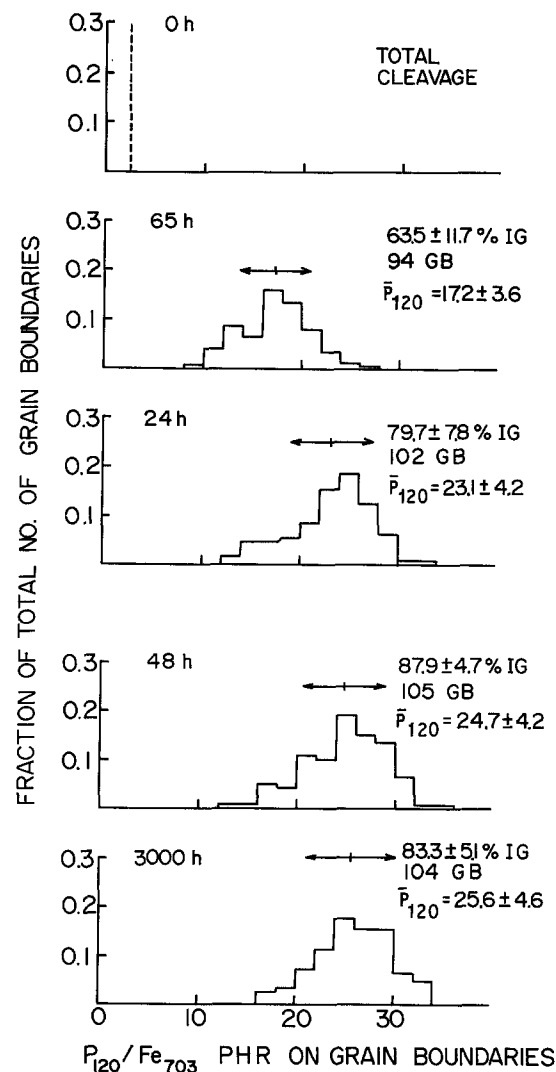 FRACTION OF TOTAL NO. OF GRAIN BOUNDARIES
0.3
0.2
0.1
0 h
TOTAL
CLEAVAGE
0.3
0.2
0.1
65 h
63.5 ± 11.7 % IG
94 GB
P̄120 = 17.2 ± 3.6
0.3
0.2
0.1
24 h
79.7 ± 7.8 % IG
102 GB
P̄120 = 23.1 ± 4.2
0.3
0.2
0.1
48 h
87.9 ± 4.7 % IG
105 GB
P̄120 = 24.7 ± 4.2
0.3
0.2
0.1
3000 h
83.3 ± 5.1 % IG
104 GB
P̄120 = 25.6 ± 4.6
0 10 20 30
P120/Fe703 PHR ON GRAIN BOUNDARIES